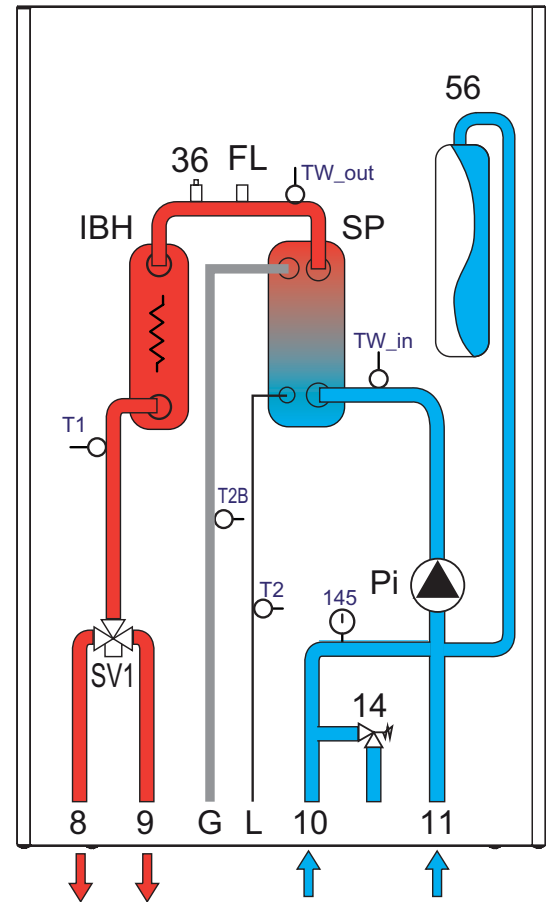 56
36 FL
TW_out
IBH SP
TW_in
T1
T2B
Pi
T2 145
SV1
14
8 9 G L 10 11